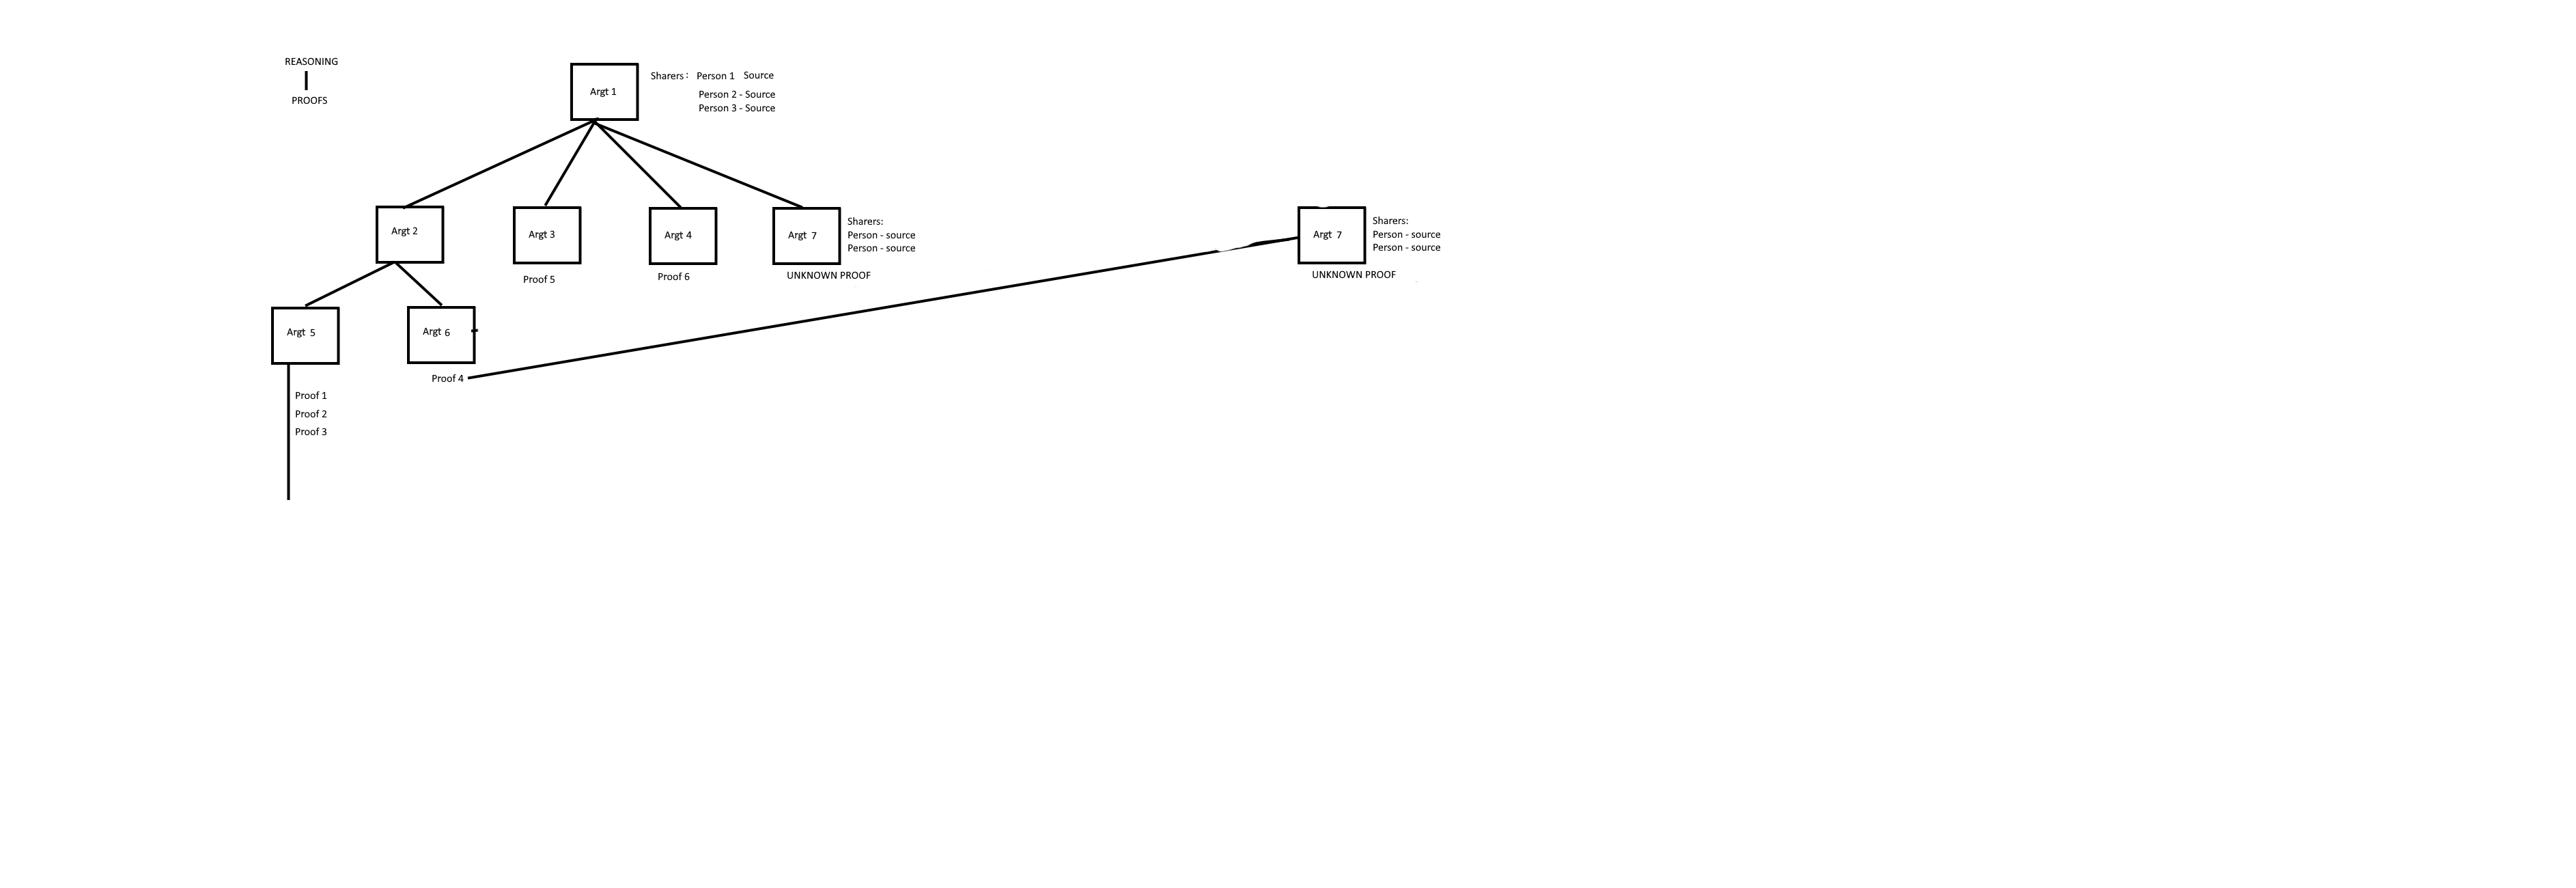 REASONING
PROOFS
Argt 1
Sharers: Person 1 Source
Person 2 - Source
Person 3 - Source
Argt 2
Argt 3
Proof 5
Argt 4
Proof 6
Argt 7
Sharers:
Person - source
Person - source
UNKNOWN PROOF
Argt 7
Sharers:
Person - source
Person - source
UNKNOWN PROOF
Argt 5
Proof 1
Proof 2
Proof 3
Argt 6
Proof 4